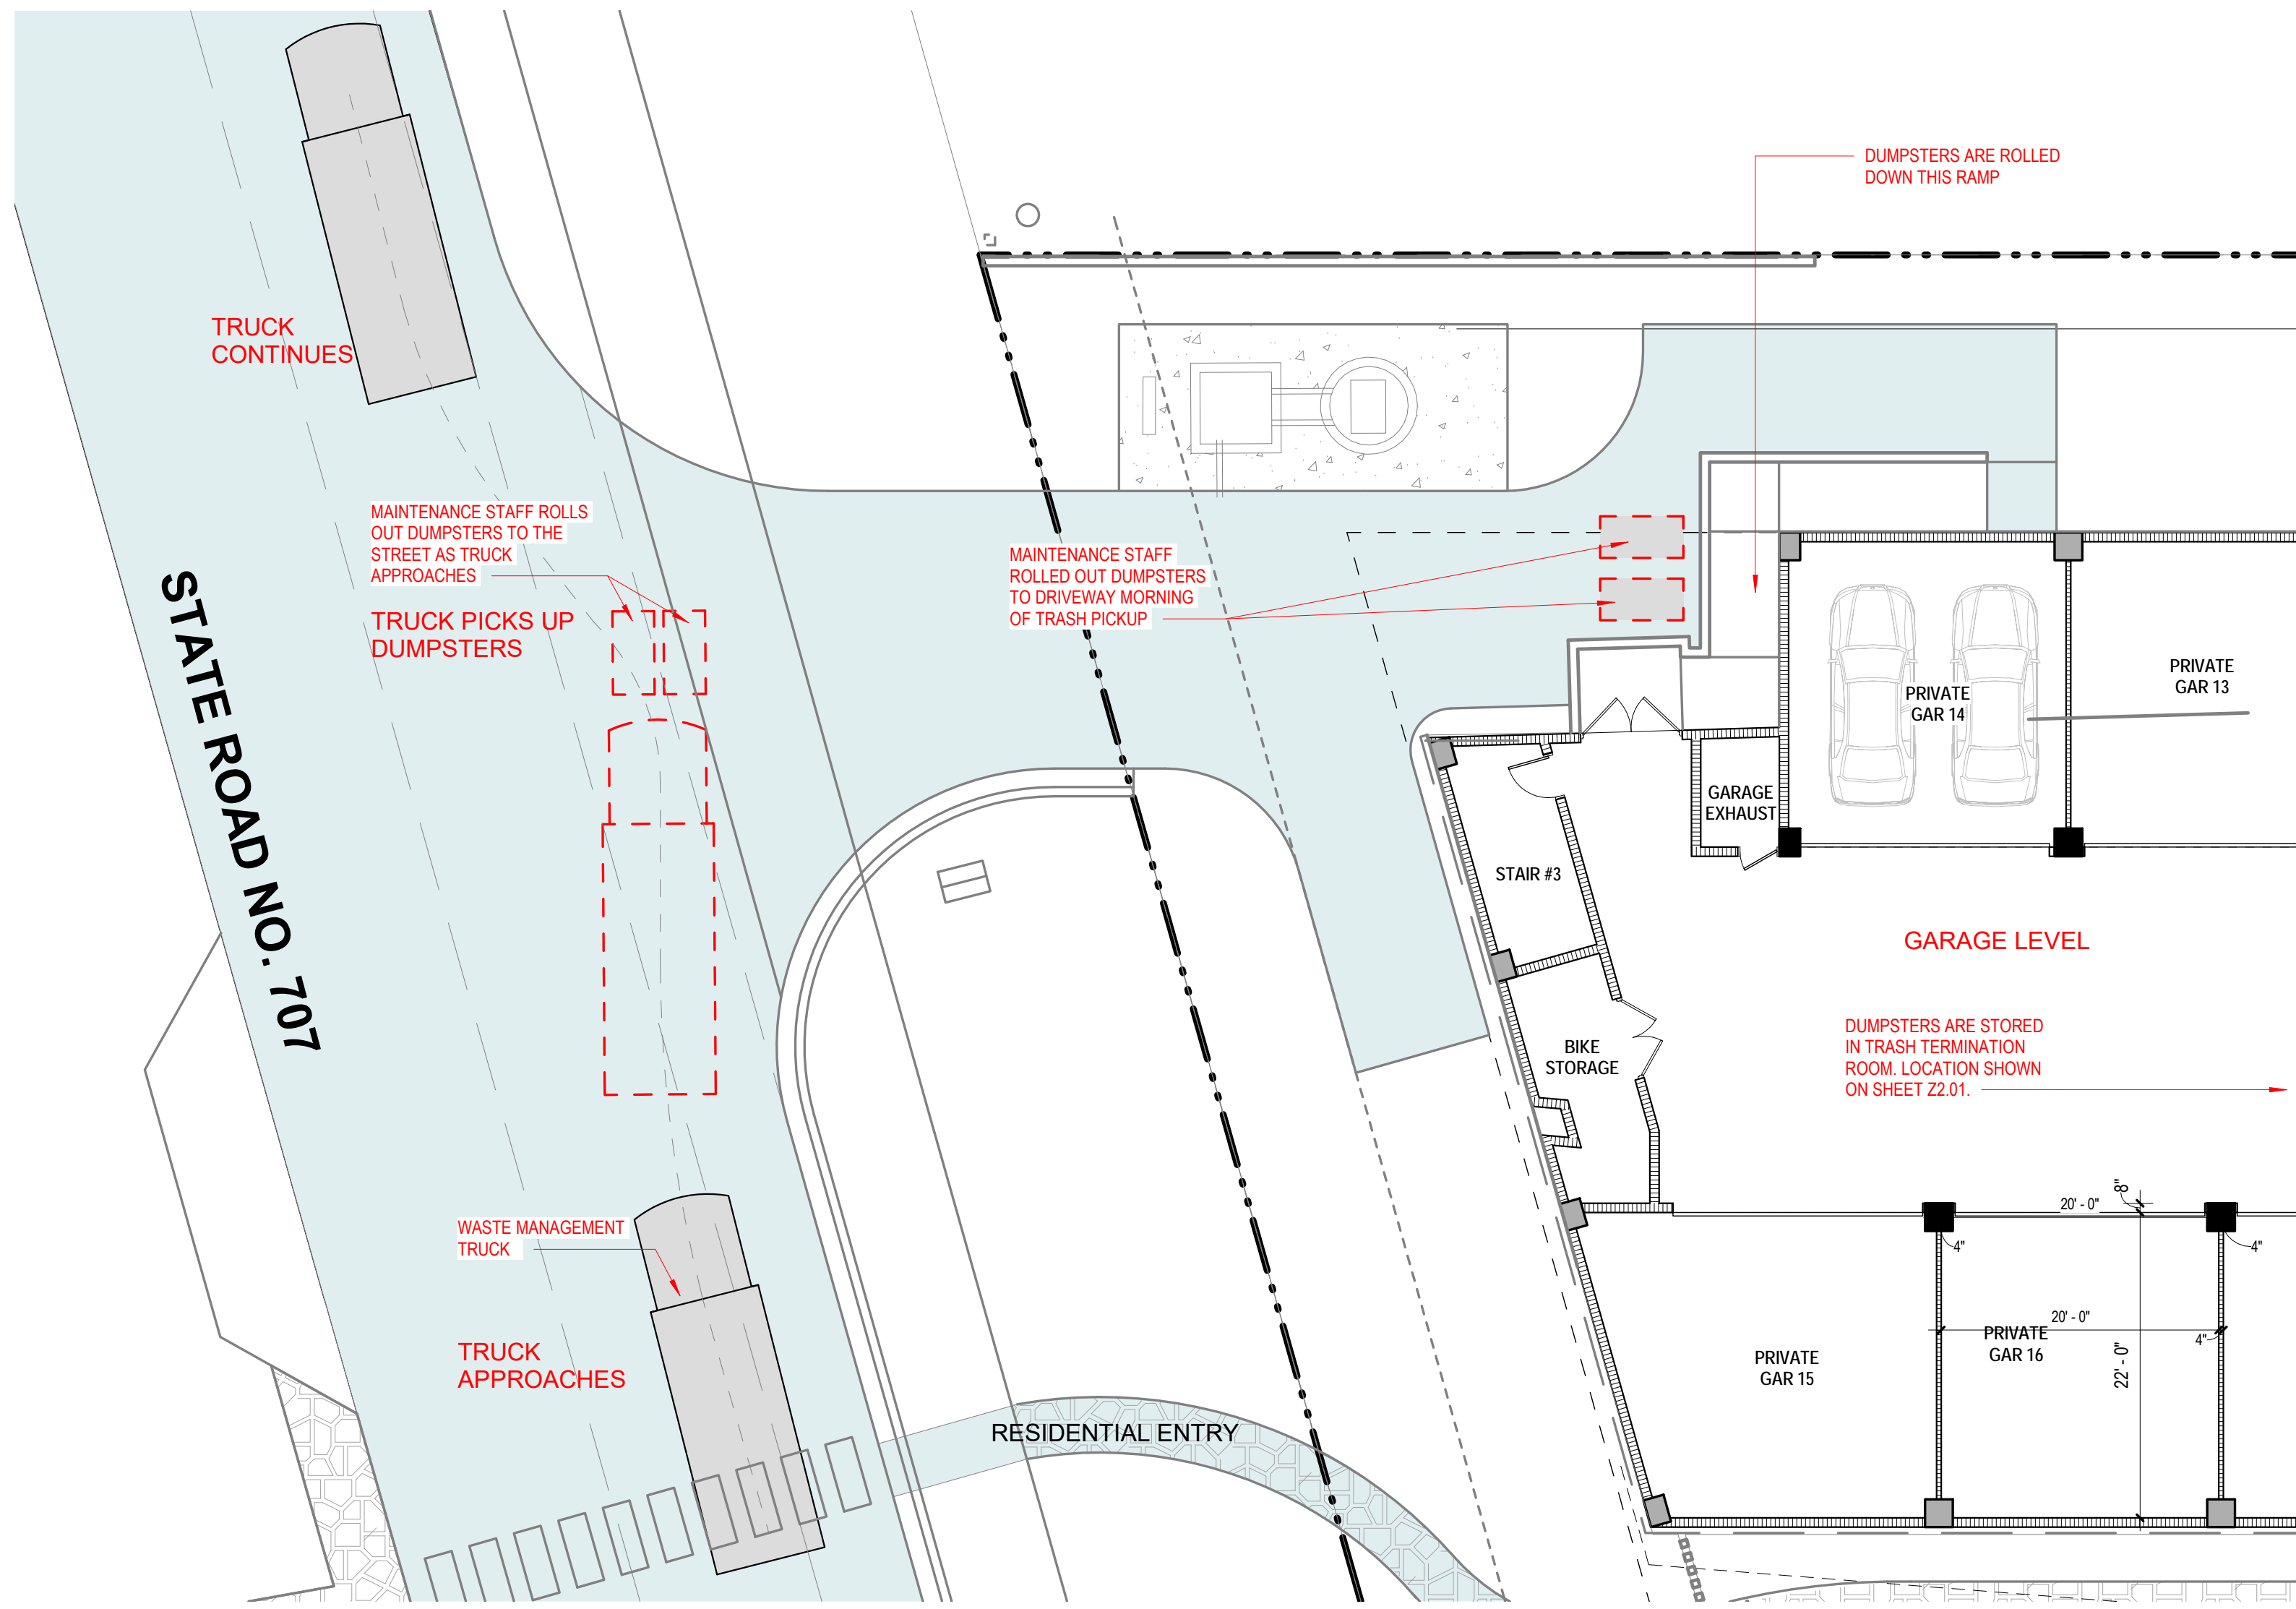 DUMPSTERS ARE ROLLED
DOWN THIS RAMP
TRUCK
CONTINUES
MAINTENANCE STAFF ROLLS
OUT DUMPSTERS TO THE
STREET AS TRUCK
APPROACHES
TRUCK PICKS UP
DUMPSTERS
MAINTENANCE STAFF
ROLLED OUT DUMPSTERS
TO DRIVEWAY MORNING
OF TRASH PICKUP
STATE ROAD NO. 707
PRIVATE
GAR 14
PRIVATE
GAR 13
GARAGE
EXHAUST
STAIR #3
GARAGE LEVEL
BIKE
STORAGE
DUMPSTERS ARE STORED
IN TRASH TERMINATION
ROOM. LOCATION SHOWN
ON SHEET Z2.01.
WASTE MANAGEMENT
TRUCK
TRUCK
APPROACHES
RESIDENTIAL ENTRY
20' - 0"
8"
4"
4"
20' - 0"
4"
22' - 0"
PRIVATE
GAR 15
PRIVATE
GAR 16